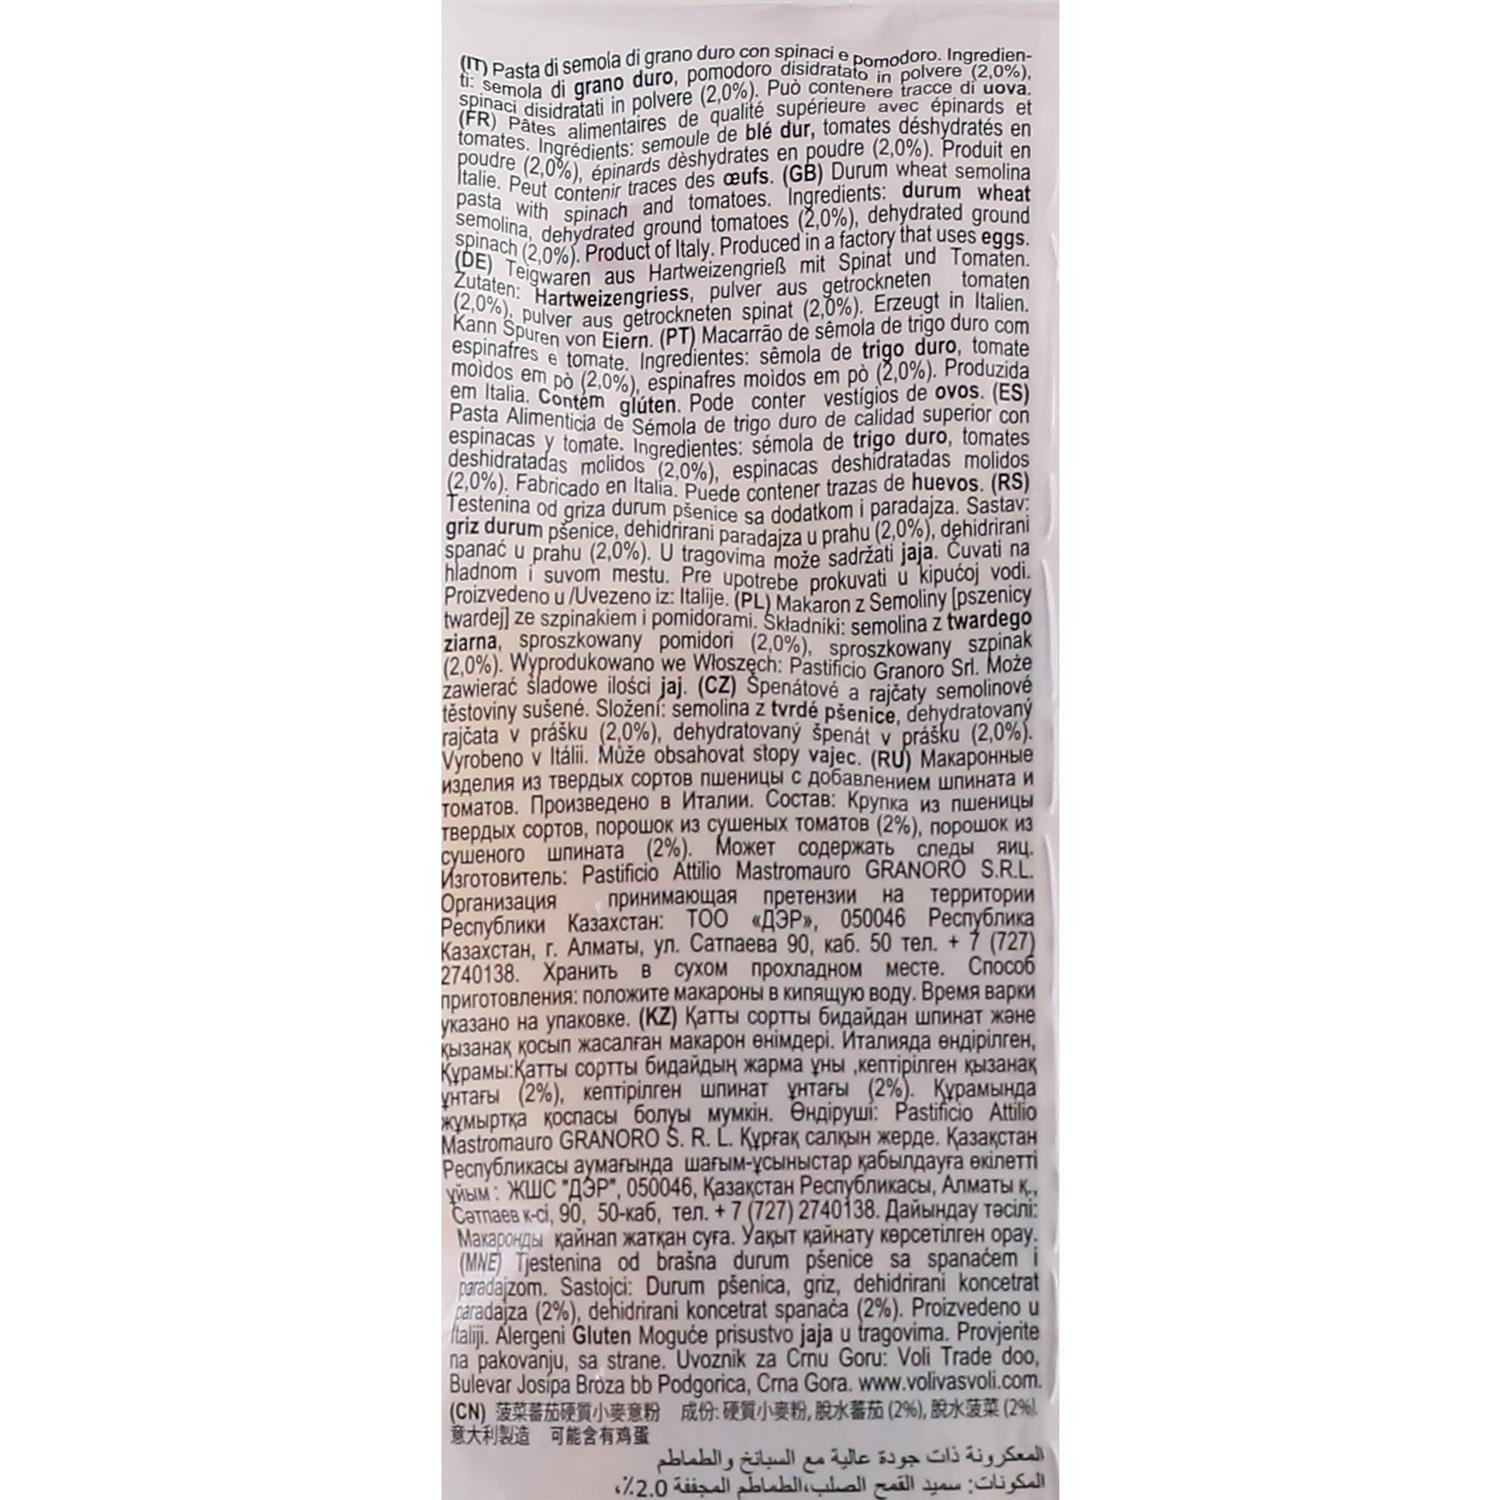 (IT) Pasta di semola di grano duro con spinaci e pomodoro. Ingredien-
ti: semola di grano duro, pomodoro disidratato in polvere (2,0%),
spinaci disidratati in polvere (2,0%). Può contenere tracce di uova.
(FR) Pâtes alimentaires de qualité supérieure avec épinards et
tomates. Ingrédients: semoule de blé dur, tomates déshydratés en
poudre (2,0%), épinards dèshydrates en poudre (2,0%). Produit en
Italie. Peut contenir traces des œufs. (GB) Durum wheat semolina
pasta with spinach and tomatoes. Ingredients: durum wheat
semolina, dehydrated ground tomatoes (2,0%), dehydrated ground
spinach (2,0%). Product of Italy. Produced in a factory that uses eggs.
(DE) Teigwaren aus Hartweizengrieß mit Spinat und Tomaten.
Zutaten: Hartweizengriess, pulver aus getrockneten tomaten
(2,0%), pulver aus getrockneten spinat (2,0%). Erzeugt in Italien.
Kann Spuren von Eiern. (PT) Macarrão de sêmola de trigo duro com
espinafres e tomate. Ingredientes: sêmola de trigo duro, tomate
moìdos em pò (2,0%), espinafres moìdos em pò (2,0%). Produzida
em Italia. Contém glúten. Pode conter vestígios de ovos. (ES)
Pasta Alimenticia de Sémola de trigo duro de calidad superior con
espinacas y tomate. Ingredientes: sémola de trigo duro, tomates
deshidratadas molidos (2,0%), espinacas deshidratadas molidos
(2,0%). Fabricado en Italia. Puede contener trazas de huevos. (RS)
Testenina od griza durum pšenice sa dodatkom i paradajza. Sastav:
griz durum pšenice, dehidrirani paradajza u prahu (2,0%), dehidrirani
spanać u prahu (2,0%). U tragovima može sadržati jaja. Čuvati na
hladnom i suvom mestu. Pre upotrebe prokuvati u kipućoj vodi.
Proizvedeno u /Uvezeno iz: Italije. (PL) Makaron z Semoliny [pszenicy
twardej] ze szpinakiem i pomidorami. Składniki: semolina z twardego
ziarna, sproszkowany pomidori (2,0%), sproszkowany szpinak
(2,0%). Wyprodukowano we Włoszech: Pastificio Granoro Srl. Może
zawierać śladowe ilości jaj. (CZ) Špenátové a rajčaty semolinové
těstoviny sušené. Složení: semolina z tvrdé pšenice, dehydratovaný
rajčata v prášku (2,0%), dehydratovaný špenát v prášku (2,0%).
Vyrobeno v Itálii. Může obsahovat stopy vajec. (RU) Макаронные
изделия из твердых сортов пшеницы с добавлением шпината и
томатов. Произведено в Италии. Состав: Крупка из пшеницы
твердых сортов, порошок из сушеных томатов (2%), порошок из
сушеного шпината (2%). Может содержать следы яиц.
Изготовитель: Pastificio Attilio Mastromauro GRANORO S.R.L.
Организация принимающая претензии на территории
Республики Казахстан: ТОО «ДЭР», 050046 Республика
Казахстан, г. Алматы, ул. Сатпаева 90, каб. 50 тел. + 7 (727)
2740138. Хранить в сухом прохладном месте. Способ
приготовления: положите макароны в кипящую воду. Время варки
указано на упаковке. (KZ) Қатты сортты бидайдан шпинат және
қызанақ қосып жасалған макарон өнімдері. Италияда өндірілген,
Құрамы:Қатты сортты бидайдың жарма ұны ,кептірілген қызанақ
ұнтағы (2%), кептірілген шпинат ұнтағы (2%). Құрамында
жұмыртқа қоспасы болуы мүмкін. Өндіруші: Pastificio Attilio
Mastromauro GRANORO S. R. L. Құрғақ салқын жерде. Қазақстан
Республикасы аумағында шағым-ұсыныстар қабылдауға өкілетті
ұйым : ЖШС "ДЭР", 050046, Қазақстан Республикасы, Алматы қ.,
Сәтпаев к-сі, 90, 50-каб, тел. + 7 (727) 2740138. Дайындау тәсілі:
Макаронды қайнап жатқан суға. Уақыт қайнату көрсетілген орау.
(MNE) Tjestenina od brašna durum pšenice sa spanaćem i
paradajzom. Sastojci: Durum pšenica, griz, dehidrirani koncetrat
paradajza (2%), dehidrirani koncetrat spanaća (2%). Proizvedeno u
Italiji. Alergeni Gluten Moguće prisustvo jaja u tragovima. Provjerite
na pakovanju, sa strane. Uvoznik za Crnu Goru: Voli Trade doo,
Bulevar Josipa Broza bb Podgorica, Crna Gora. www.volivasvoli.com.
(CN) 菠菜蕃茄硬質小麥意粉 成份: 硬質小麥粉, 脫水蕃茄 (2%), 脫水菠菜 (2%).
意大利製造 可能含有鸡蛋
المعكرونة ذات جودة عالية مع السبانخ والطماطم
المكونات: سميد القمح الصلب،الطماطم المجففة 2.0٪،